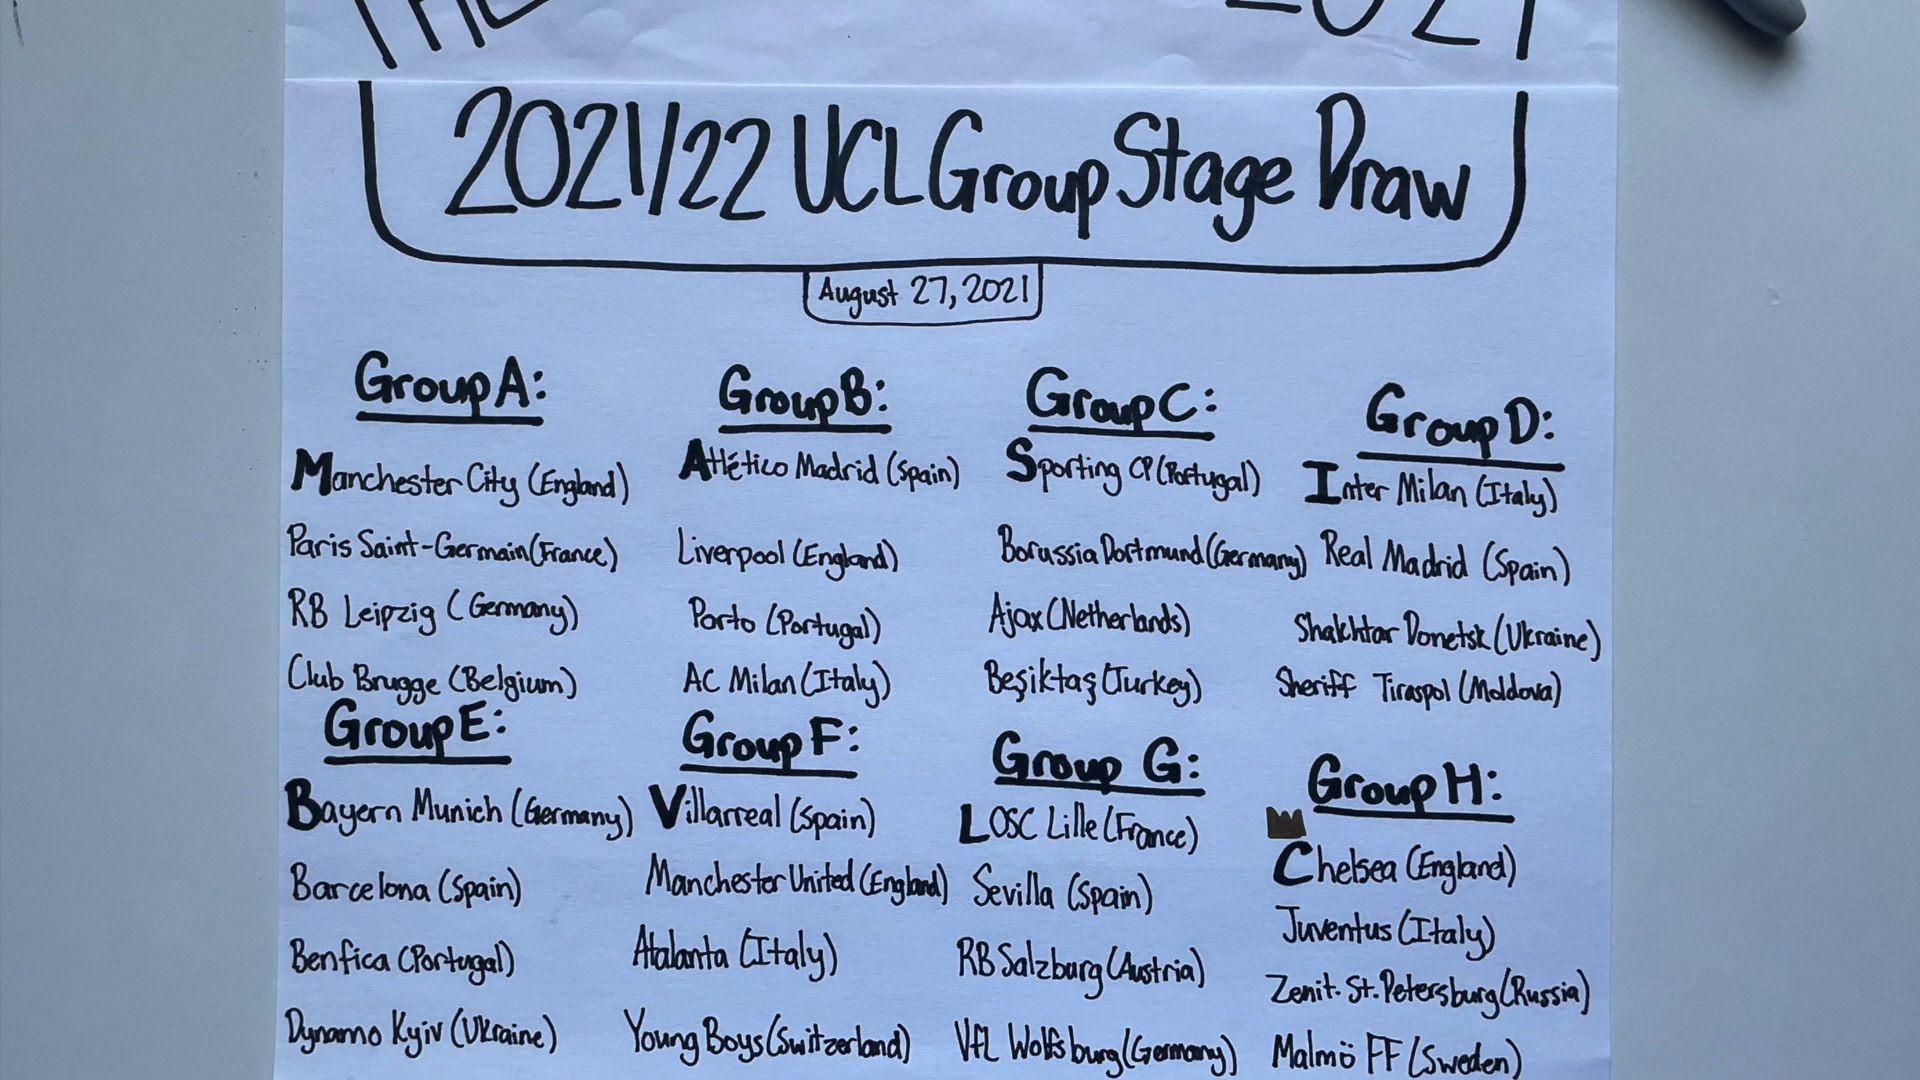 2021
2021/22 UCL Group Stage Draw
August 27, 2021
Group A:
Manchester City (England)
Paris Saint-Germain (France)
RB Leipzig (Germany)
Club Brugge (Belgium)
Group B:
Atlético Madrid (Spain)
Liverpool (England)
Porto (Portugal)
AC Milan (Italy)
Group C:
Sporting CP (Portugal)
Borussia Dortmund (Germany)
Ajax (Netherlands)
Beşiktaş (Turkey)
Group D:
Inter Milan (Italy)
Real Madrid (Spain)
Shakhtar Donetsk (Ukraine)
Sheriff Tiraspol (Moldova)
Group E:
Bayern Munich (Germany)
Barcelona (Spain)
Benfica (Portugal)
Dynamo Kyiv (Ukraine)
Group F:
Villarreal (Spain)
Manchester United (England)
Atalanta (Italy)
Young Boys (Switzerland)
Group G:
LOSC Lille (France)
Sevilla (Spain)
RB Salzburg (Austria)
VfL Wolfsburg (Germany)
Group H:
Chelsea (England)
Juventus (Italy)
Zenit. St. Petersburg (Russia)
Malmö FF (Sweden)